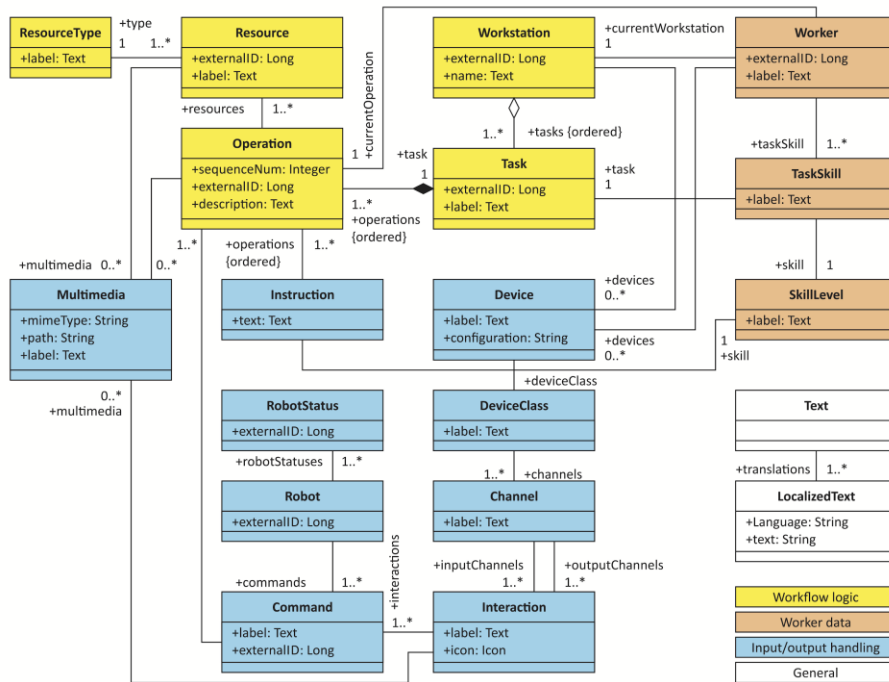 ResourceType
+label: Text
+type
1
1..*
Resource
+externalID: Long
+label: Text
+resources
1..*
+currentOperation
1
Workstation
+externalID: Long
+name: Text
+currentWorkstation
1
Worker
+externalID: Long
+label: Text
1..*
+tasks {ordered}
+taskSkill
1..*
Operation
+sequenceNum: Integer
+externalID: Long
+description: Text
+task
1
1..*
+operations
{ordered}
Task
+externalID: Long
+label: Text
+task
1
TaskSkill
+label: Text
1..*
+operations
{ordered}
1..*
+multimedia
0..*
0..*
+skill
1
Multimedia
+mimeType: String
+path: String
+label: Text
Instruction
+text: Text
Device
+label: Text
+configuration: String
+devices
0..*
+devices
0..*
SkillLevel
+label: Text
1
+skill
0..*
+multimedia
+deviceClass
RobotStatus
+externalID: Long
DeviceClass
+label: Text
Text
+robotStatuses
1..*
1..*
+channels
+translations
1..*
Robot
+externalID: Long
Channel
+label: Text
LocalizedText
+Language: String
+text: String
+commands
1..*
+interactions
1..*
+inputChannels
1..*
+outputChannels
1..*
Command
+label: Text
+externalID: Long
Interaction
+label: Text
+icon: Icon
Workflow logic
Worker data
Input/output handling
General